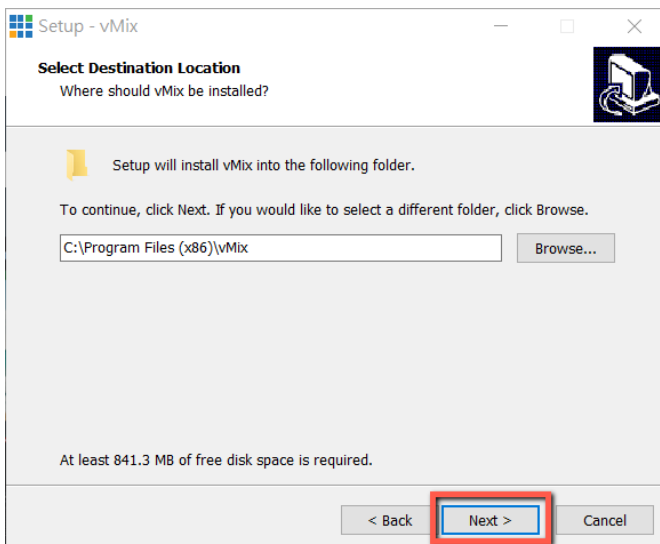 Setup - vMix
Select Destination Location
Where should vMix be installed?
Setup will install vMix into the following folder.
To continue, click Next. If you would like to select a different folder, click Browse.
C:\Program Files (x86)\vMix
Browse...
At least 841.3 MB of free disk space is required.
< Back
Next >
Cancel